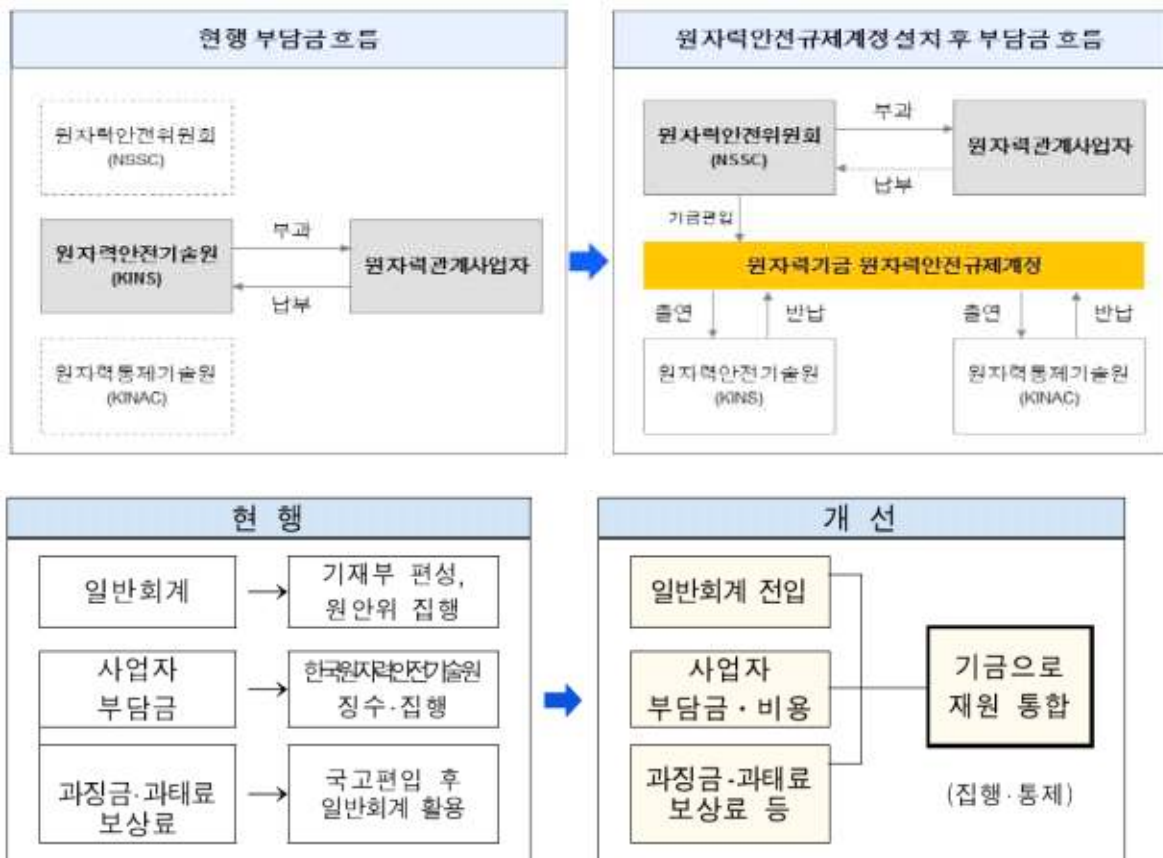 현행 부담금 흐름
원자력안전위원회
(NSSC)
원자력안전기술원
(KINS)
부과
납부
원자력관계사업자
원자력통제기술원
(KINAC)
원자력안전규제계정 설치 후 부담금 흐름
원자력안전위원회
(NSSC)
부과
납부
원자력관계사업자
기금편입
원자력기금·원자력안전규제계정
출연
반납
출연
반납
원자력안전기술원
(KINS)
원자력통제기술원
(KINAC)
현 행
일반회계
기재부 편성,
원안위 집행
사업자
부담금
한국원자력안전기술원
징수·집행
과징금·과태료
보상료
국고편입 후
일반회계 활용
개 선
일반회계 전입
사업자
부담금·비용
과징금·과태료
보상료 등
기금으로
재원 통합
(집행·통제)